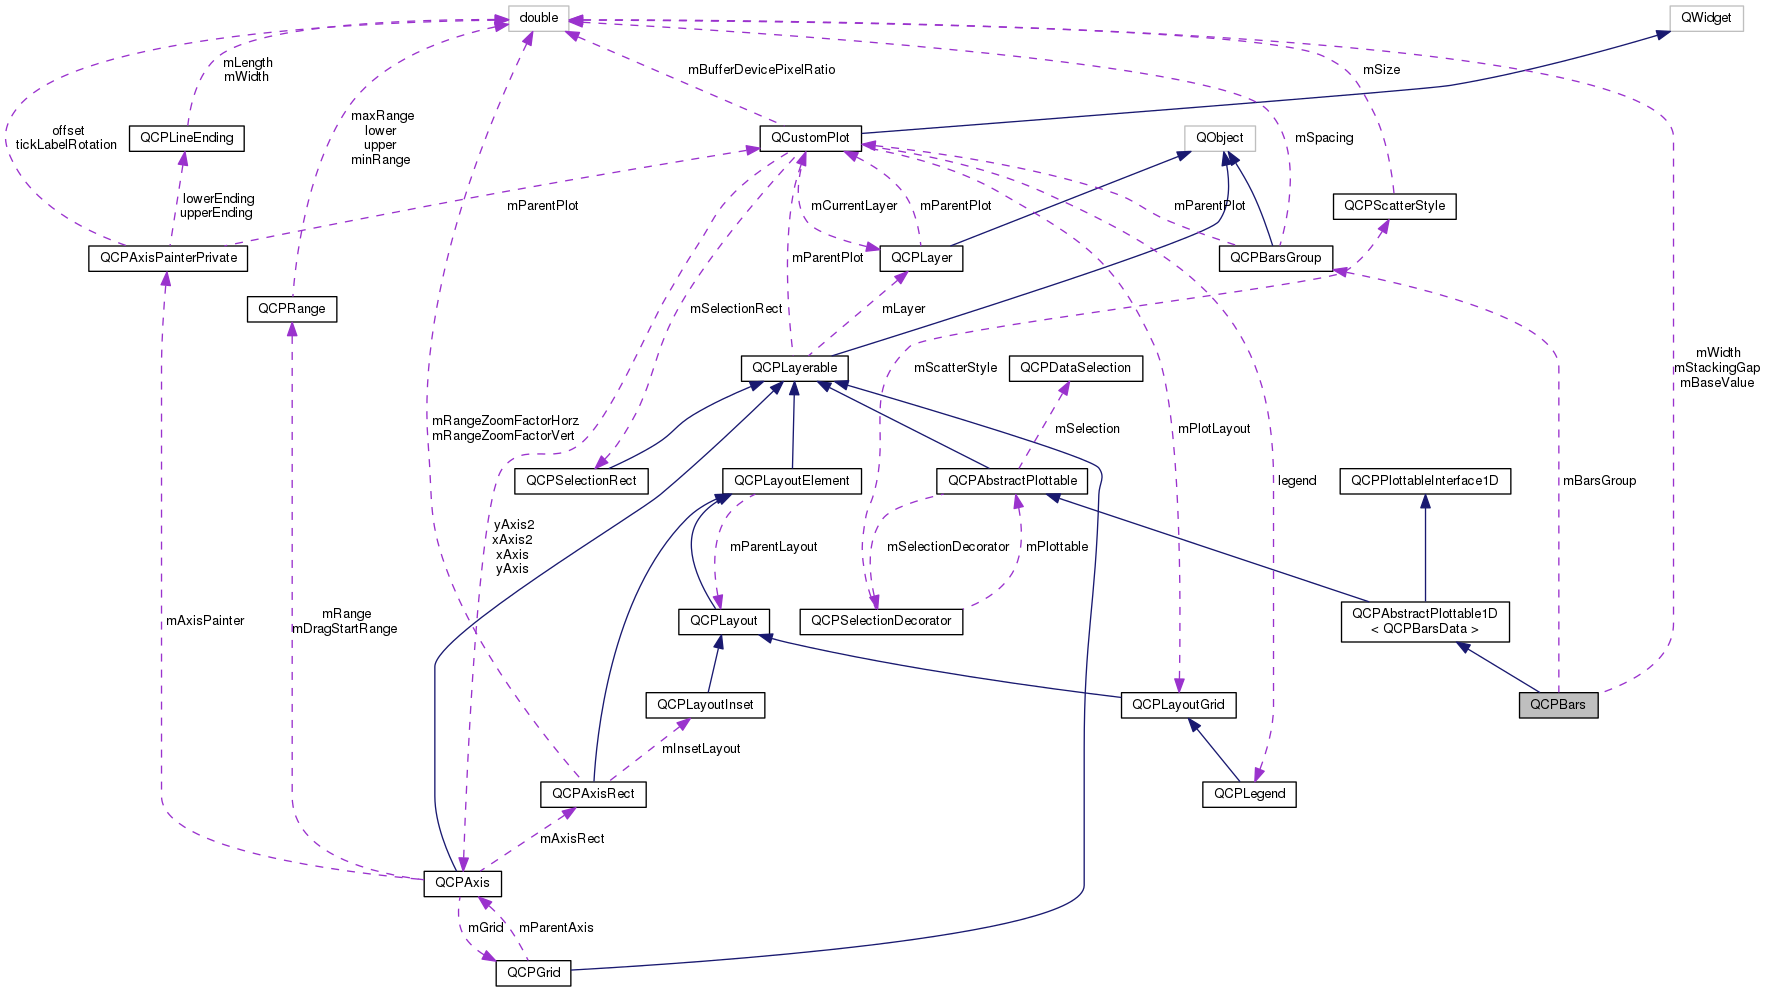 double
QWidget
mLength
mWidth
mBufferDevicePixelRatio
mSize
maxRange
lower
upper
minRange
offset
tickLabelRotation
QCPLineEnding
QCustomPlot
QObject
mSpacing
lowerEnding
upperEnding
mParentPlot
mCurrentLayer
mParentPlot
mParentPlot
QCPScatterStyle
QCPAxisPainterPrivate
mParentPlot
QCPLayer
QCPBarsGroup
QCPRange
mSelectionRect
mLayer
QCPLayerable
mScatterStyle
QCPDataSelection
mWidth
mStackingGap
mBaseValue
mRangeZoomFactorHorz
mRangeZoomFactorVert
mSelection
mPlotLayout
QCPSelectionRect
QCPLayoutElement
QCPAbstractPlottable
legend
QCPPlottableInterface1D
mBarsGroup
yAxis2
xAxis2
xAxis
yAxis
mParentLayout
mSelectionDecorator
mPlottable
mAxisPainter
mRange
mDragStartRange
QCPLayout
QCPSelectionDecorator
QCPAbstractPlottable1D
< QCPBarsData >
QCPLayoutInset
QCPLayoutGrid
QCPBars
mInsetLayout
QCPAxisRect
QCPLegend
mAxisRect
QCPAxis
mGrid
mParentAxis
QCPGrid